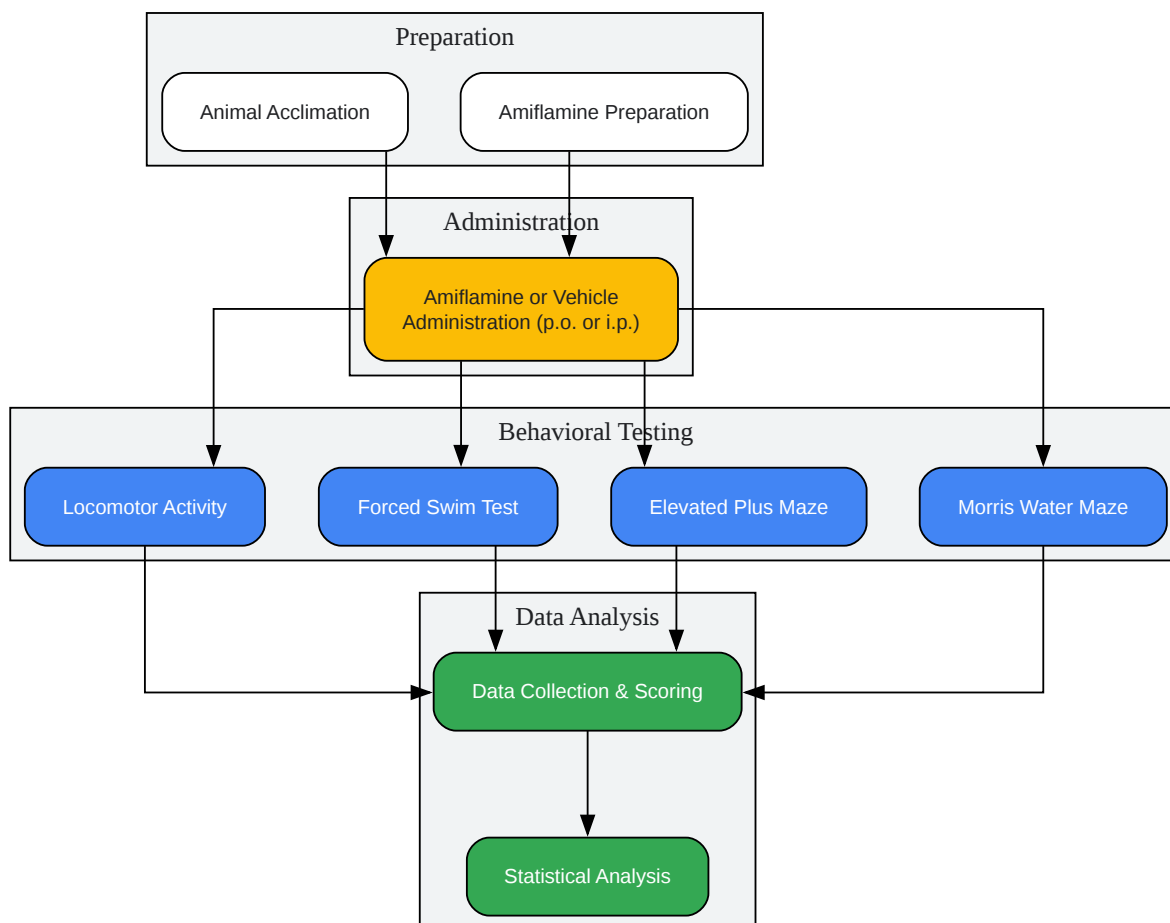 Preparation
Animal Acclimation
Amiflamine Preparation
Administration
Amiflamine or Vehicle
Administration (p.o. or i.p.)
Behavioral Testing
Locomotor Activity
Forced Swim Test
Elevated Plus Maze
Morris Water Maze
Data Analysis
Data Collection & Scoring
Statistical Analysis